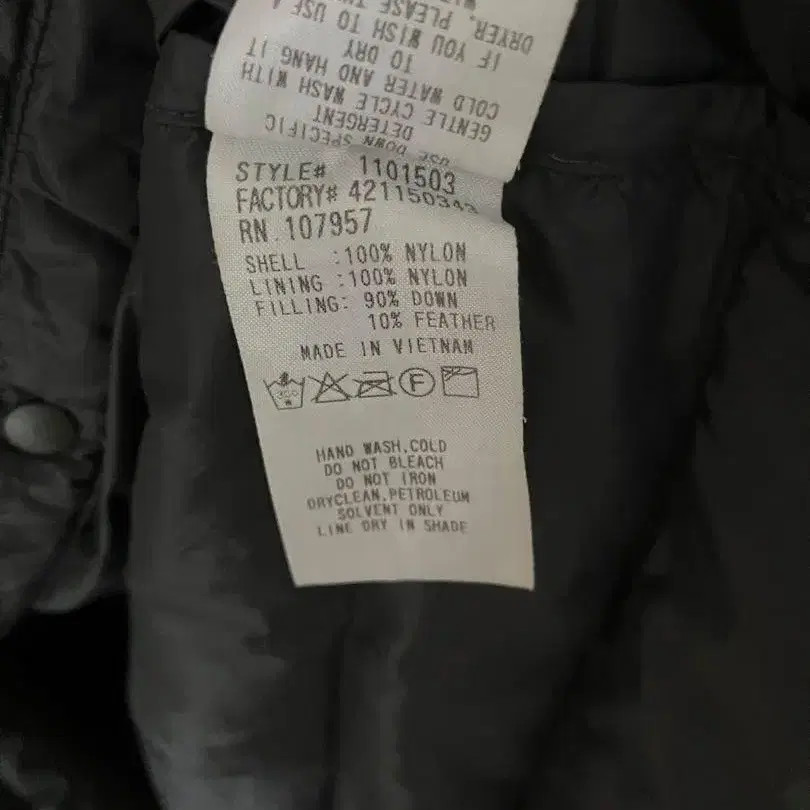 USE DOWN SPECIFIC
DETERGENT
GENTLE CYCLE WASH WITH
COLD WATER AND HANG IT
TO DRY
IF YOU WISH TO USE A
DRYER, PLEASE
STYLE# 1101503
FACTORY# 421150343
RN.107957
SHELL :100% NYLON
LINING :100% NYLON
FILLING: 90% DOWN
10% FEATHER
MADE IN VIETNAM
30°
F
HAND WASH,COLD
DO NOT BLEACH
DO NOT IRON
DRYCLEAN,PETROLEUM
SOLVENT ONLY
LINE DRY IN SHADE